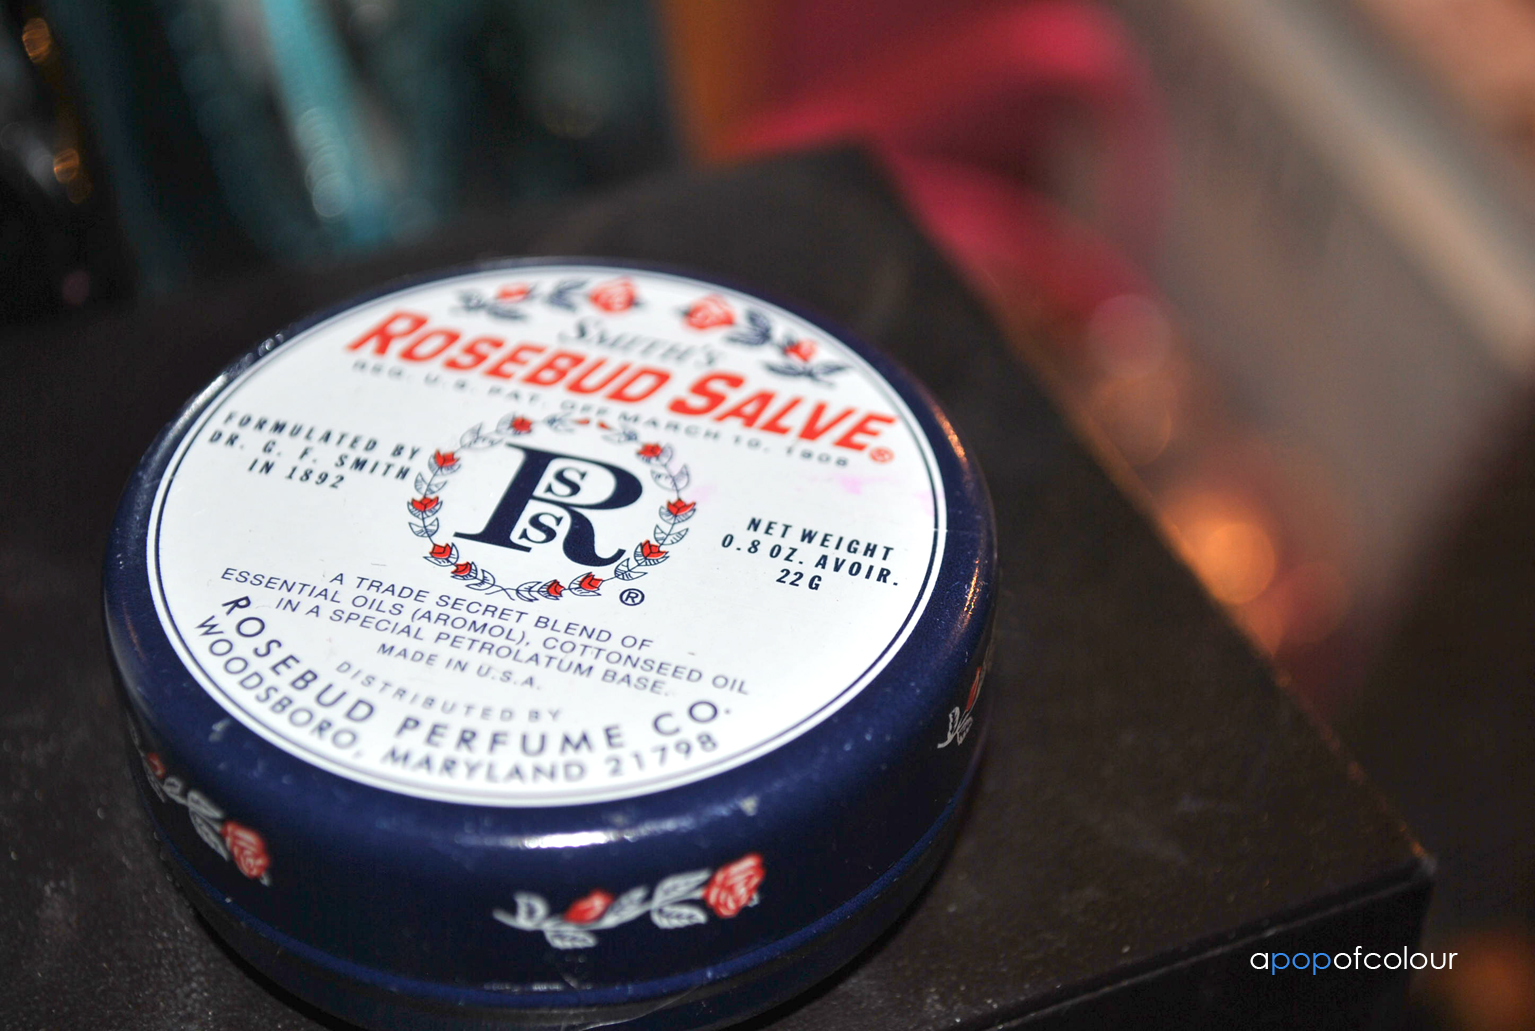 SMITH'S
ROSEBUD SALVE®
REG. U.S. PAT. OFF. MARCH 10, 1908
FORMULATED BY
DR. G. F. SMITH
IN 1892
RSS
®
NET WEIGHT
0.8 OZ. AVOIR.
22G
A TRADE SECRET BLEND OF
ESSENTIAL OILS (AROMOL), COTTONSEED OIL
IN A SPECIAL PETROLATUM BASE.
MADE IN U.S.A.
DISTRIBUTED BY
ROSEBUD PERFUME CO.
WOODSBORO, MARYLAND 21798
apopofcolour